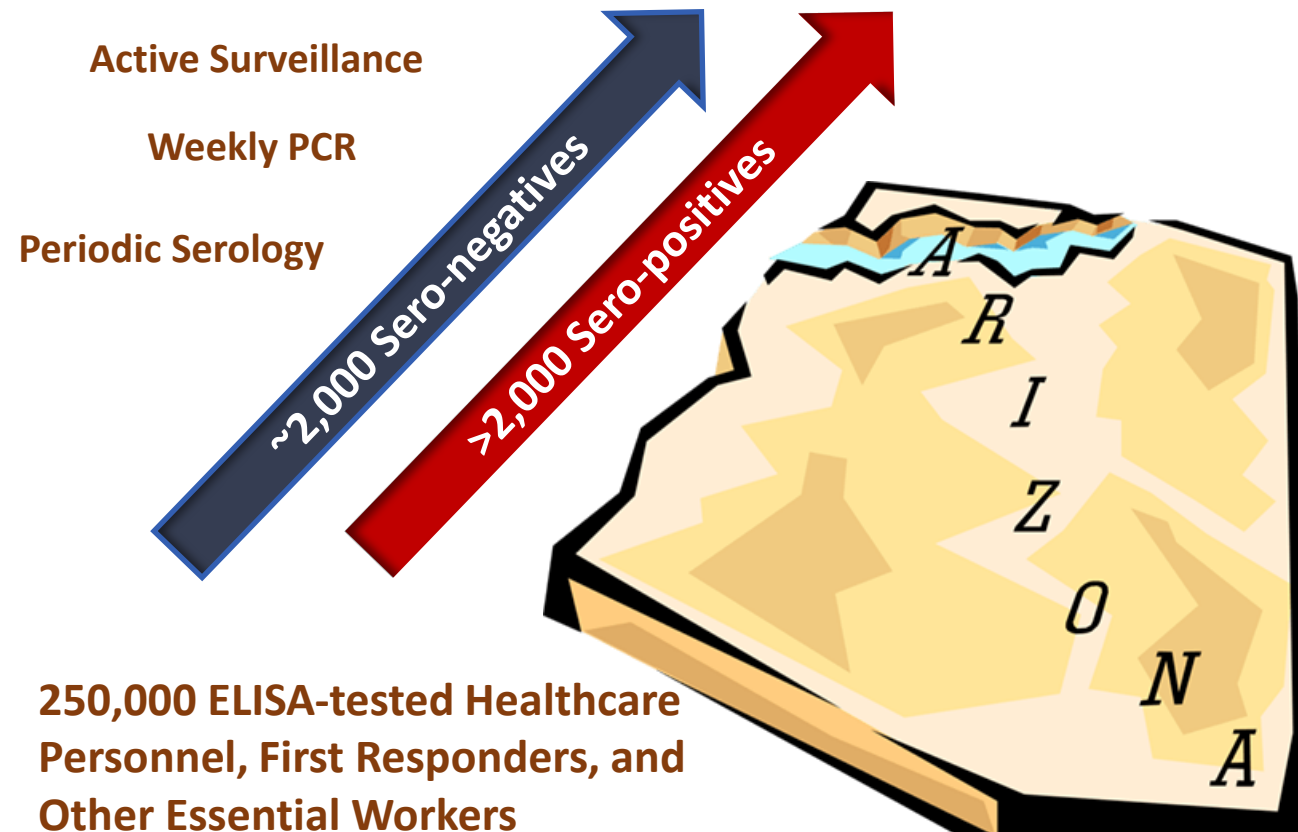 Active Surveillance
Weekly PCR
Periodic Serology
~2,000 Sero-negatives
>2,000 Sero-positives
A
R
I
Z
O
N
A
250,000 ELISA-tested Healthcare
Personnel, First Responders, and
Other Essential Workers